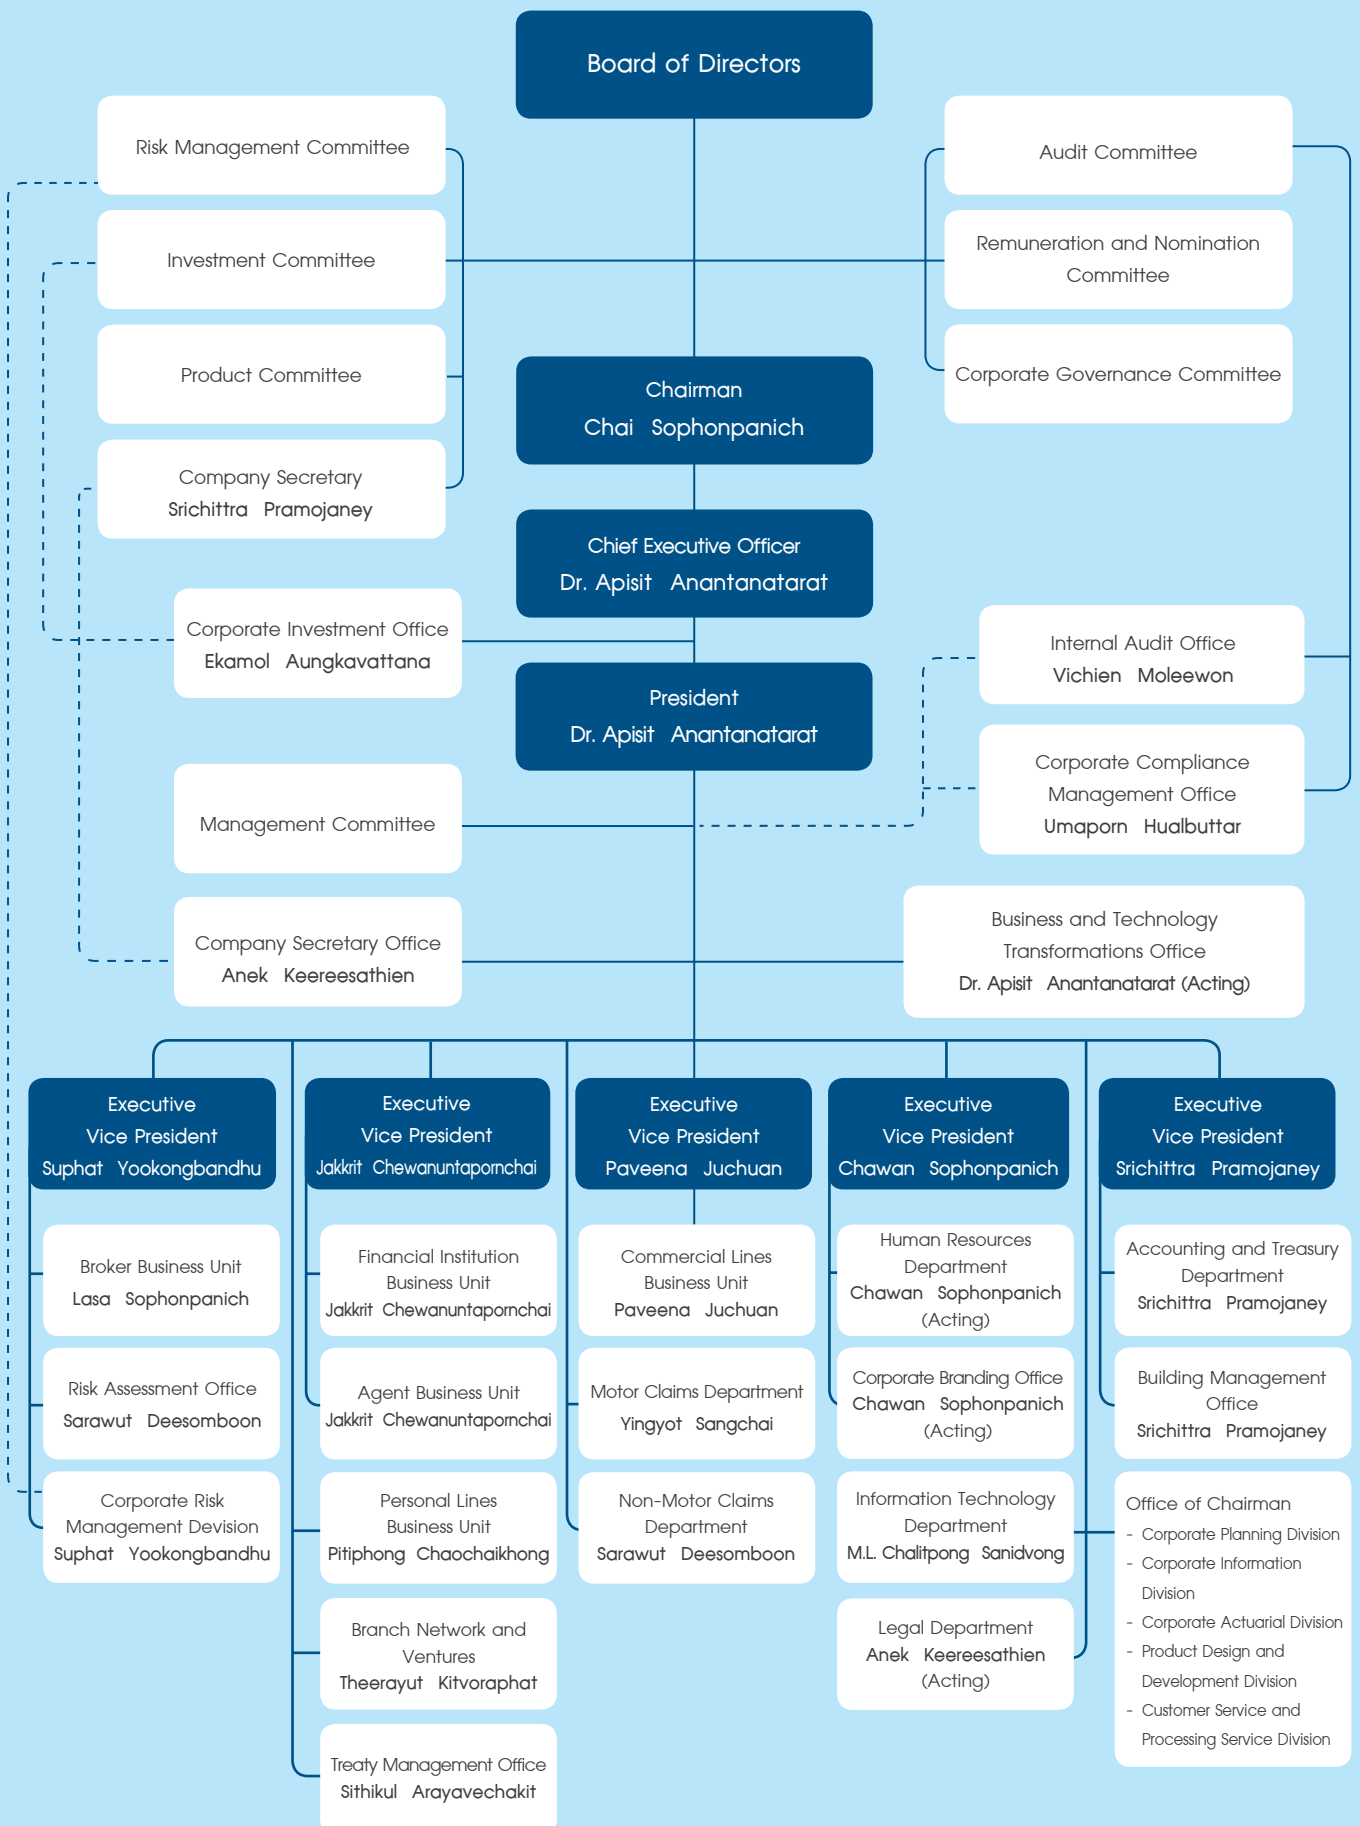 Board of Directors
Risk Management Committee
Audit Committee
Investment Committee
Remuneration and Nomination
Committee
Product Committee
Corporate Governance Committee
Chairman
Chai Sophonpanich
Company Secretary
Srichittra Pramojaney
Chief Executive Officer
Dr. Apisit Anantanatarat
Corporate Investment Office
Ekamol Aungkavattana
Internal Audit Office
Vichien Moleewon
President
Dr. Apisit Anantanatarat
Corporate Compliance
Management Office
Umaporn Hualbuttar
Management Committee
Company Secretary Office
Anek Keereesathien
Business and Technology
Transformations Office
Dr. Apisit Anantanatarat (Acting)
Executive
Vice President
Suphat Yookongbandhu
Executive
Vice President
Jakkrit Chewanuntapornchai
Executive
Vice President
Paveena Juchuan
Executive
Vice President
Chawan Sophonpanich
Executive
Vice President
Srichittra Pramojaney
Broker Business Unit
Lasa Sophonpanich
Financial Institution
Business Unit
Jakkrit Chewanuntapornchai
Commercial Lines
Business Unit
Paveena Juchuan
Human Resources
Department
Chawan Sophonpanich
(Acting)
Accounting and Treasury
Department
Srichittra Pramojaney
Risk Assessment Office
Sarawut Deesomboon
Agent Business Unit
Jakkrit Chewanuntapornchai
Motor Claims Department
Yingyot Sangchai
Corporate Branding Office
Chawan Sophonpanich
(Acting)
Building Management
Office
Srichittra Pramojaney
Corporate Risk
Management Devision
Suphat Yookongbandhu
Personal Lines
Business Unit
Pitiphong Chaochaikhong
Non-Motor Claims
Department
Sarawut Deesomboon
Information Technology
Department
M.L. Chalitpong Sanidvong
Office of Chairman
- Corporate Planning Division
- Corporate Information
Division
- Corporate Actuarial Division
- Product Design and
Development Division
- Customer Service and
Processing Service Division
Branch Network and
Ventures
Theerayut Kitvoraphat
Legal Department
Anek Keereesathien
(Acting)
Treaty Management Office
Sithikul Arayavechakit